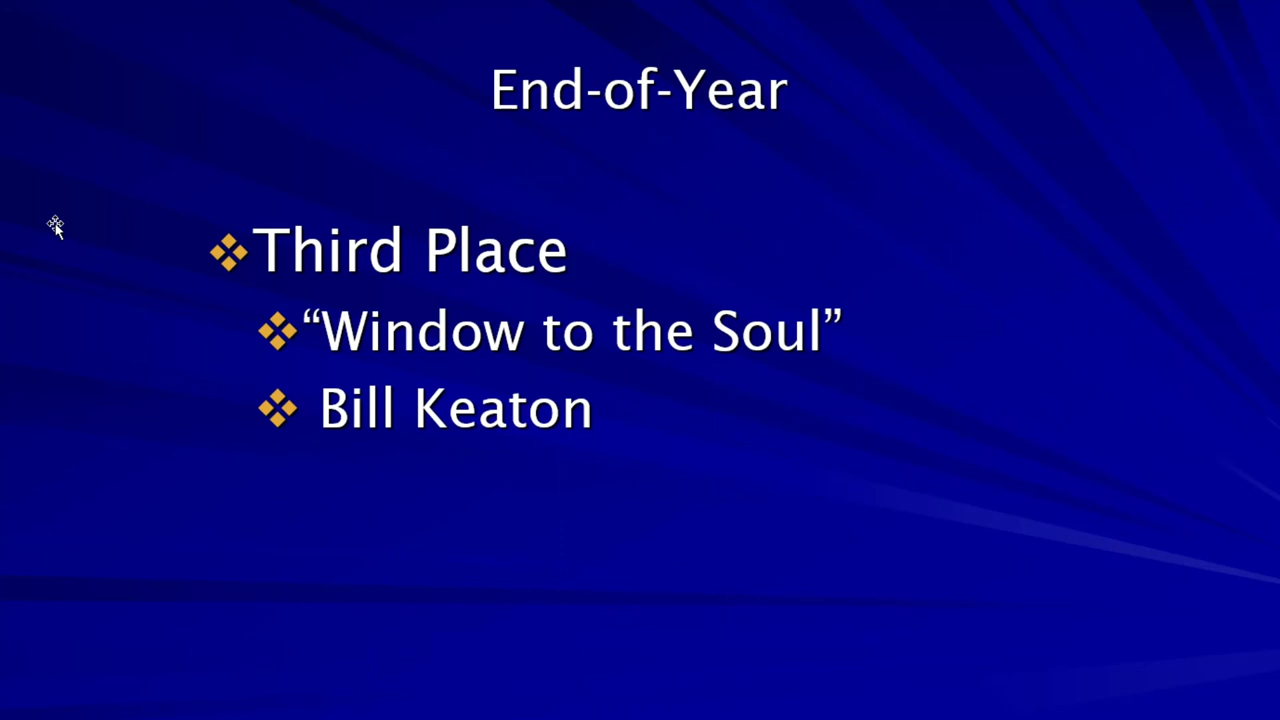 End-of-Year
Third Place
“Window to the Soul”
Bill Keaton